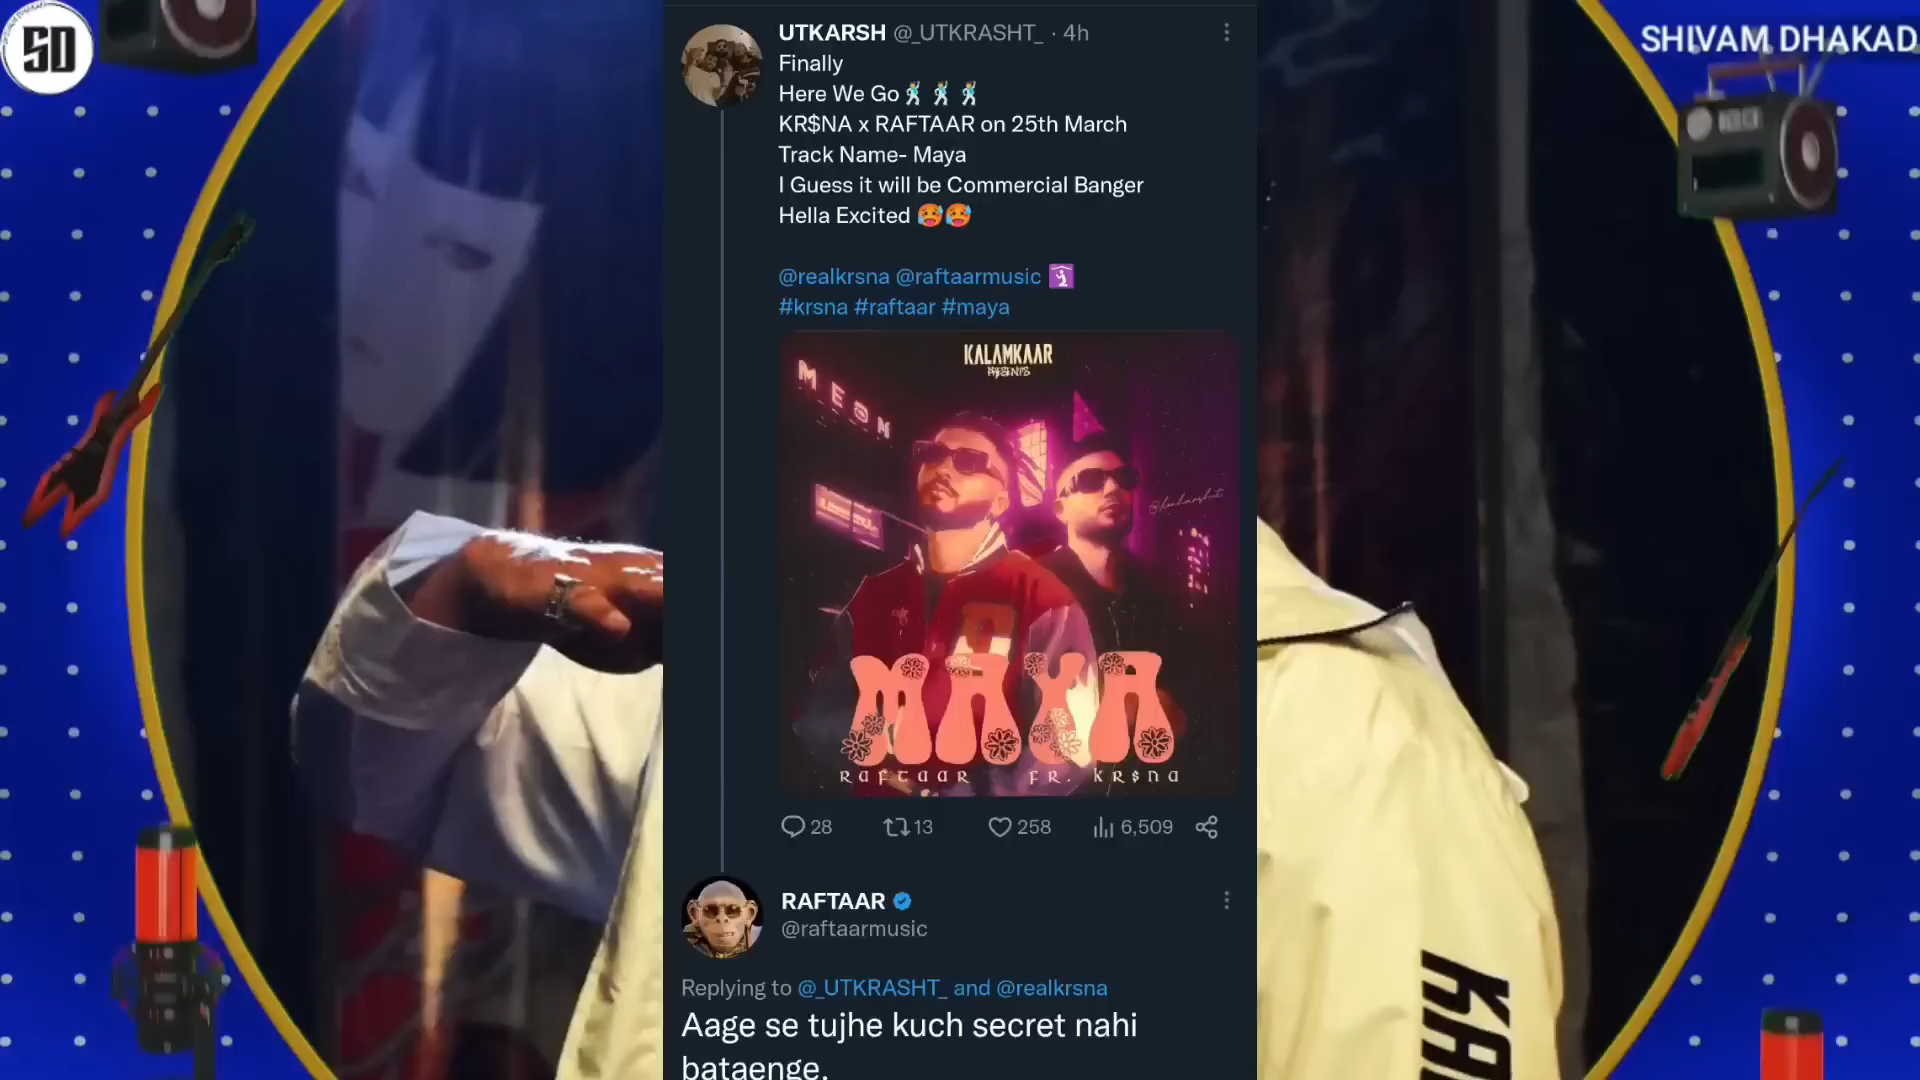 SD
SHIVAM DHAKAD
UTKARSH @_UTKRASHT_ · 4h
Finally
Here We Go🕺🕺🕺
KR$NA x RAFTAAR on 25th March
Track Name- Maya
I Guess it will be Commercial Banger
Hella Excited 🥵🥵
@realkrsna @raftaarmusic 🛐
#krsna #raftaar #maya
KALAMKAAR
PRESENTS
MEON
MAYA
RAFTAAR FR. KR$NA
28 13 258 6,509
RAFTAAR
@raftaarmusic
Replying to @_UTKRASHT_ and @realkrsna
Aage se tujhe kuch secret nahi
bataenge.
KA